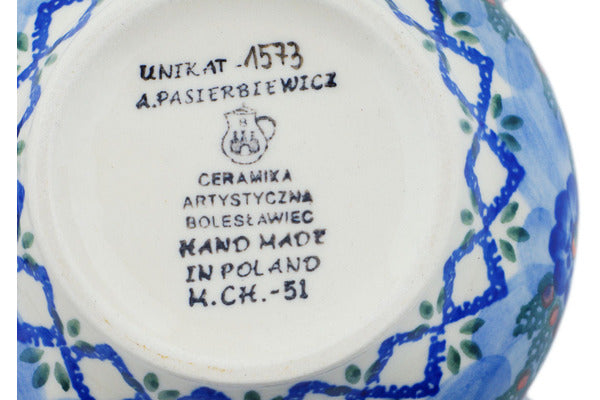 UNIKAT -1573
A.PASIERBIEWICZ
B
CERAMIKA
ARTYSTYCZNA
BOLESŁAWIEC
HAND MADE
IN POLAND
K.CH.-51